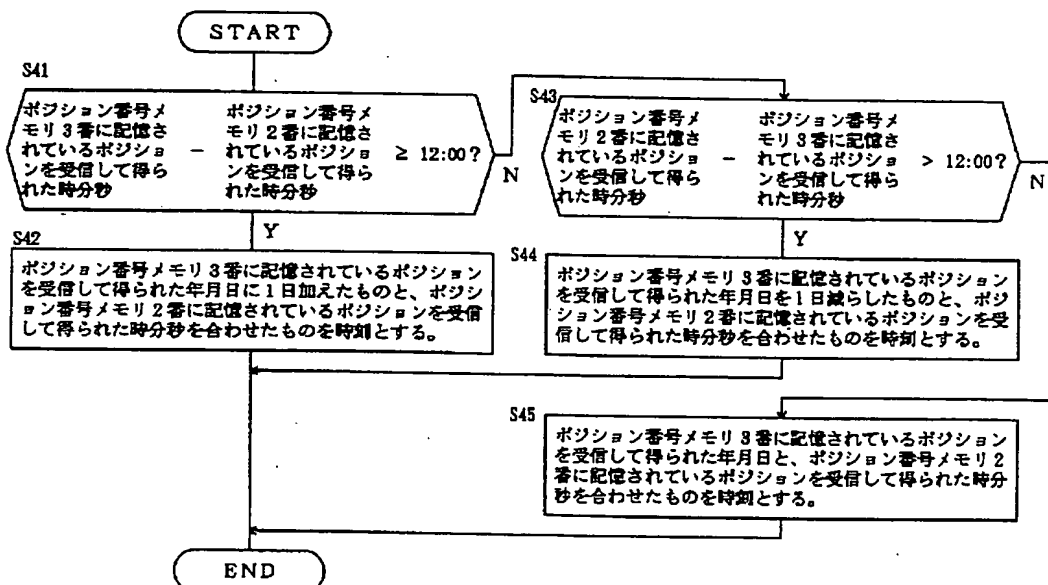 START
S41
ポジション番号メ
モリ3番に記憶さ
れているポジショ
ンを受信して得ら
れた時分秒
−
ポジション番号メ
モリ2番に記憶さ
れているポジショ
ンを受信して得ら
れた時分秒
≥ 12:00?
N
Y
S43
ポジション番号メ
モリ2番に記憶さ
れているポジショ
ンを受信して得ら
れた時分秒
−
ポジション番号メ
モリ3番に記憶さ
れているポジショ
ンを受信して得ら
れた時分秒
> 12:00?
N
Y
S42
ポジション番号メモリ3番に記憶されているポジション
を受信して得られた年月日に1日加えたものと、ポジシ
ョン番号メモリ2番に記憶されているポジションを受信
して得られた時分秒を合わせたものを時刻とする。
S44
ポジション番号メモリ3番に記憶されているポジション
を受信して得られた年月日を1日減らしたものと、ポジ
ション番号メモリ2番に記憶されているポジションを受
信して得られた時分秒を合わせたものを時刻とする。
S45
ポジション番号メモリ3番に記憶されているポジション
を受信して得られた年月日と、ポジション番号メモリ2
番に記憶されているポジションを受信して得られた時分
秒を合わせたものを時刻とする。
END